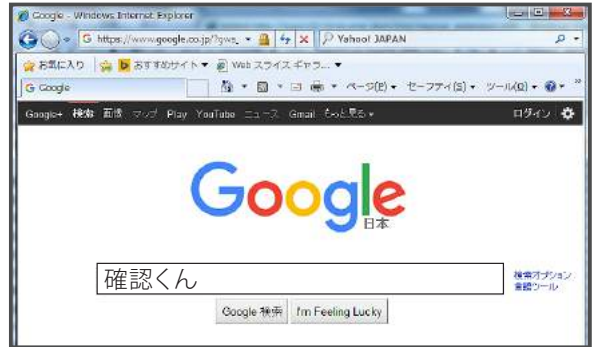 Google - Windows Internet Explorer
https://www.google.co.jp/?gws_
Yahoo! JAPAN
お気に入り おすすめサイト ▼ Web スライス ギャラ... ▼
Google
ページ(P) ▼ セーフティ(S) ▼ ツール(O) ▼
Google+ 検索 画像 マップ Play YouTube ニュース Gmail もっと見る ▼ ログイン
Google
日本
確認くん
検索オプション
言語ツール
Google 検索 I'm Feeling Lucky